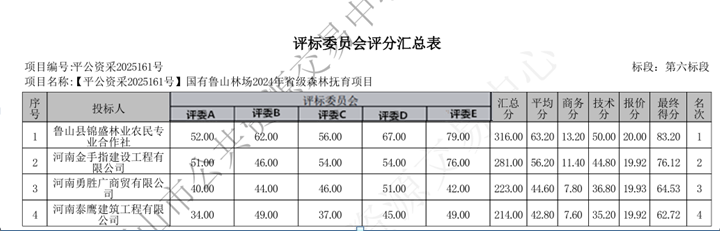 评标委员会评分汇总表
项目编号:平公资采2025161号 标段：第六标段
项目名称:【平公资采2025161号】国有鲁山林场2024年省级森林抚育项目
序号 投标人 评标委员会 汇总分 平均分 商务分 技术分 报价分 最终得分 名次
评委A 评委B 评委C 评委D 评委E
1 鲁山县锦盛林业农民专业合作社 52.00 62.00 56.00 67.00 79.00 316.00 63.20 13.20 50.00 20.00 83.20 1
2 河南金手指建设工程有限公司 51.00 46.00 54.00 54.00 76.00 281.00 56.20 11.40 44.80 19.92 76.12 2
3 河南勇胜广商贸有限公司 40.00 44.00 46.00 51.00 42.00 223.00 44.60 7.80 36.80 19.93 64.53 3
4 河南泰鹰建筑工程有限公司 34.00 49.00 37.00 45.00 49.00 214.00 42.80 7.60 35.20 19.92 62.72 4